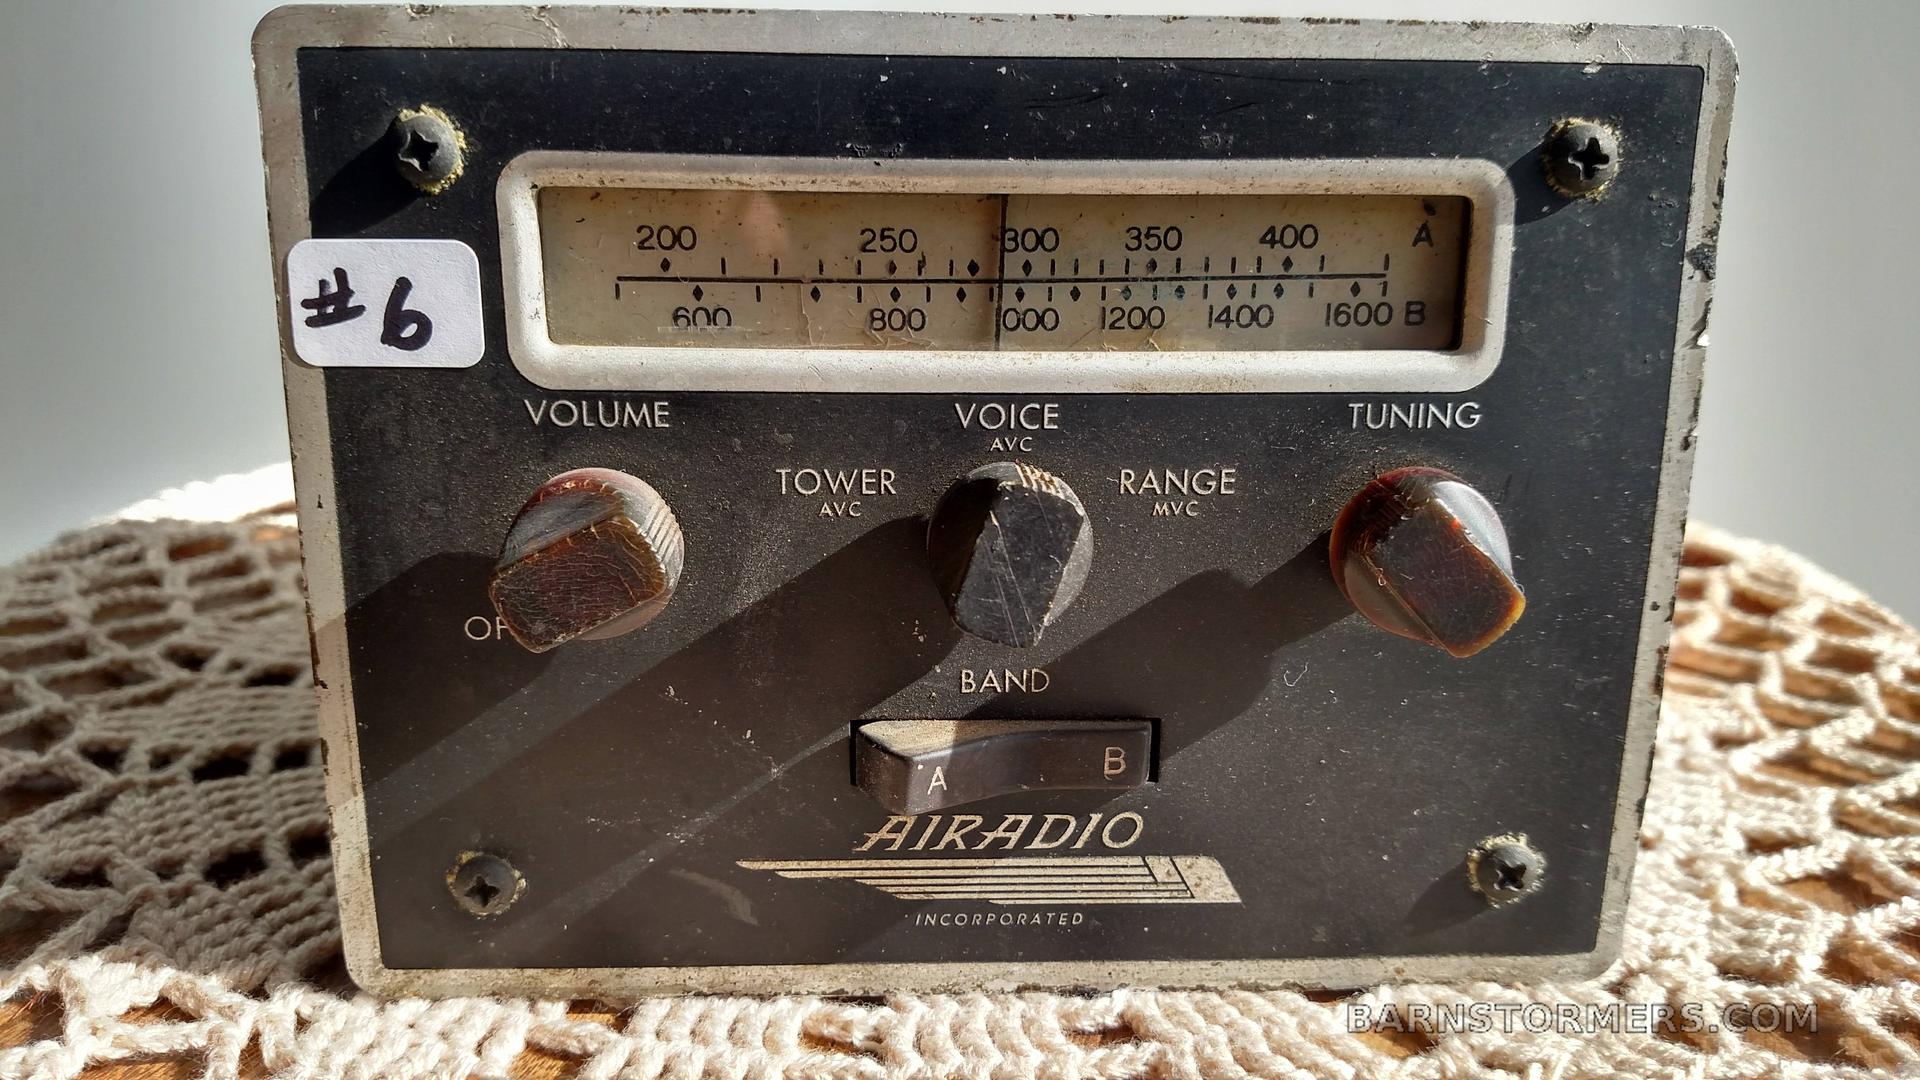 200 250 300 350 400 A
600 800 1000 1200 1400 1600 B
#6
VOLUME VOICE TUNING
AVC
TOWER RANGE
AVC MVC
BAND
A B
AIRADIO
INCORPORATED
BARNSTORMERS.COM